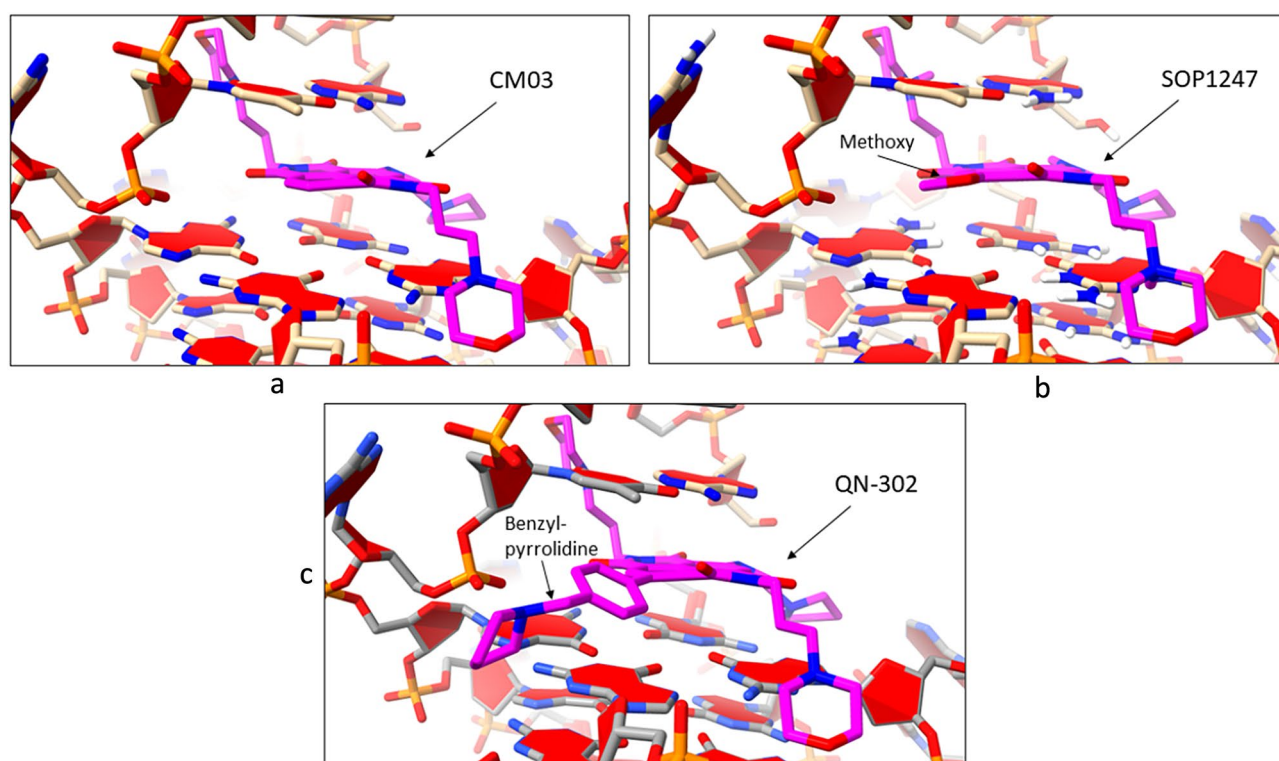 CM03
a
SOP1247
Methoxy
b
QN-302
Benzyl-
pyrrolidine
c